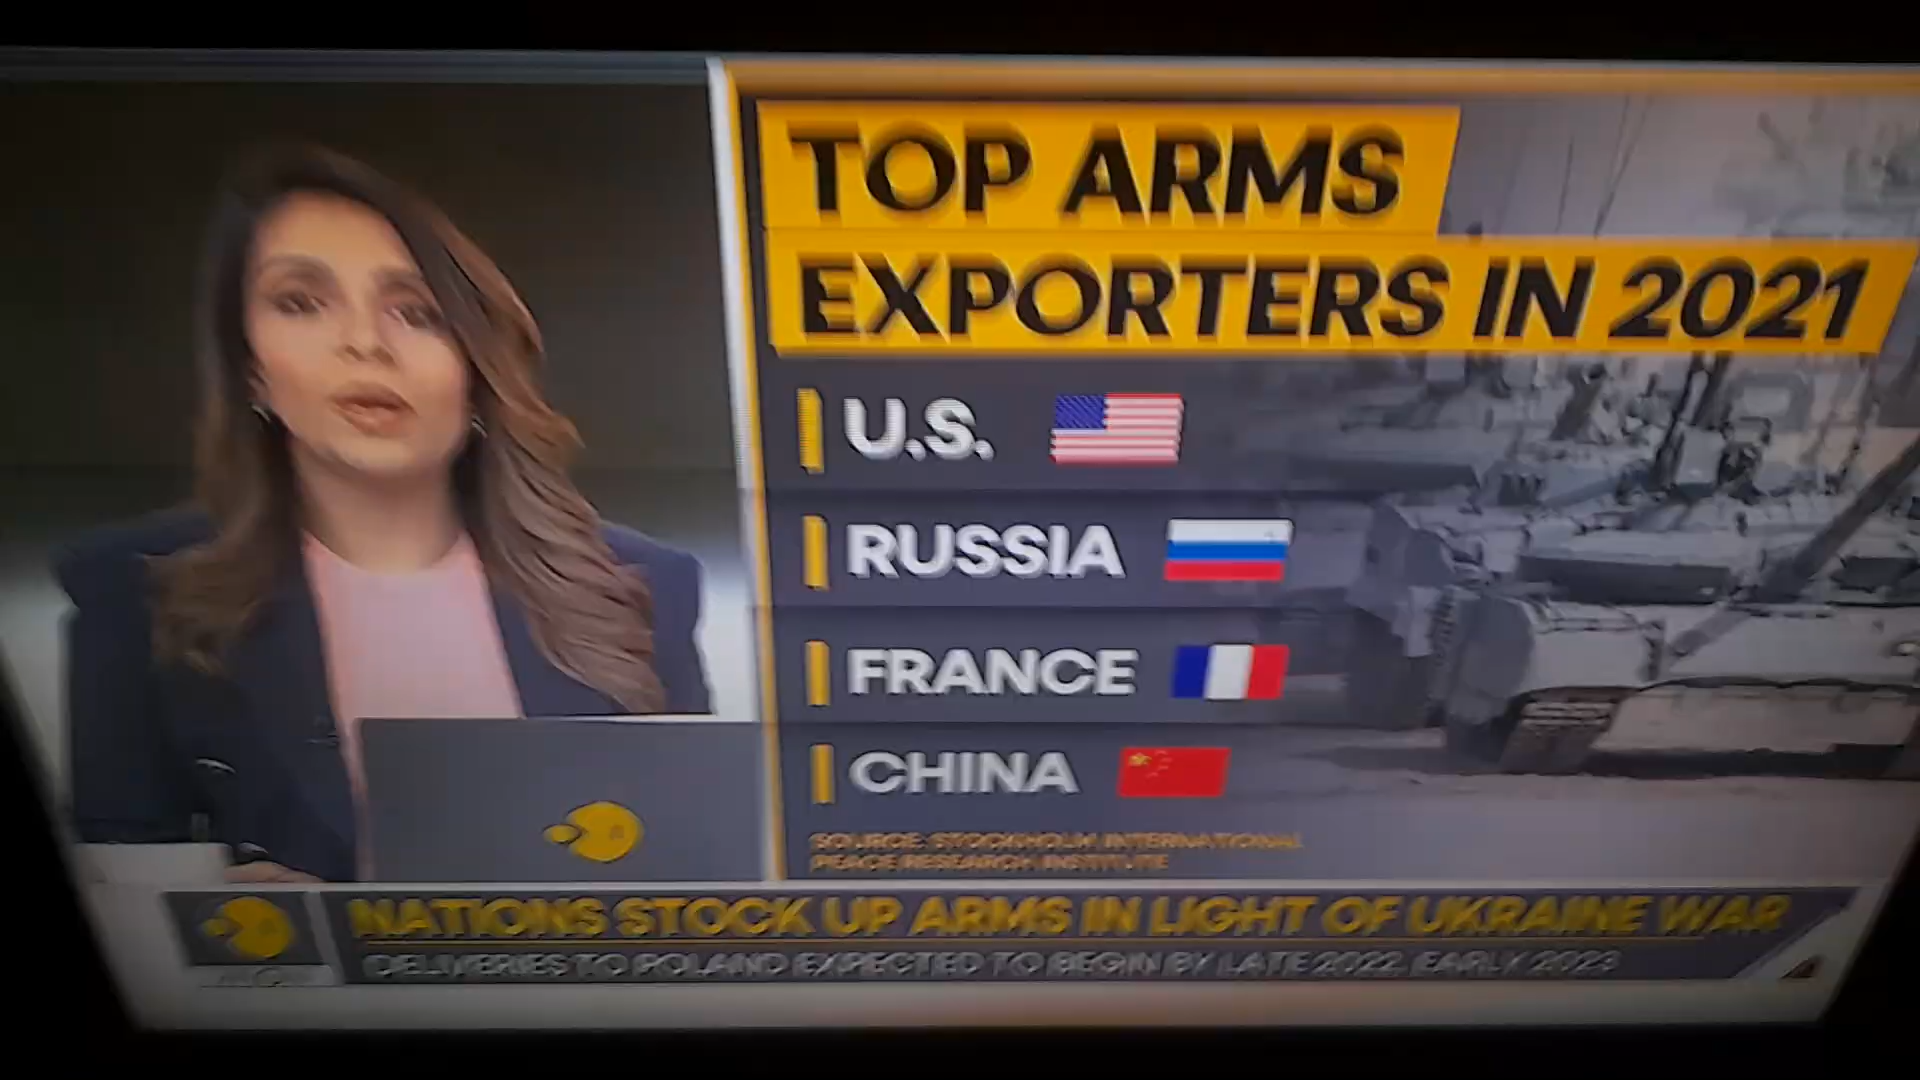 TOP ARMS
EXPORTERS IN 2021
U.S.
RUSSIA
FRANCE
CHINA
SOURCE: STOCKHOLM INTERNATIONAL
PEACE RESEARCH INSTITUTE
NATIONS STOCK UP ARMS IN LIGHT OF UKRAINE WAR
DELIVERIES TO POLAND EXPECTED TO BEGIN BY LATE 2022, EARLY 2023